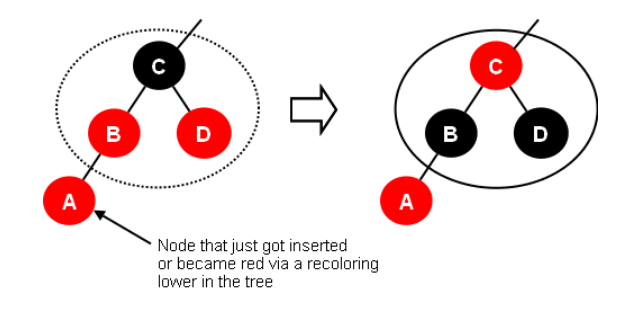 C
C
B
D
B
D
A
A
Node that just got inserted
or became red via a recoloring
lower in the tree